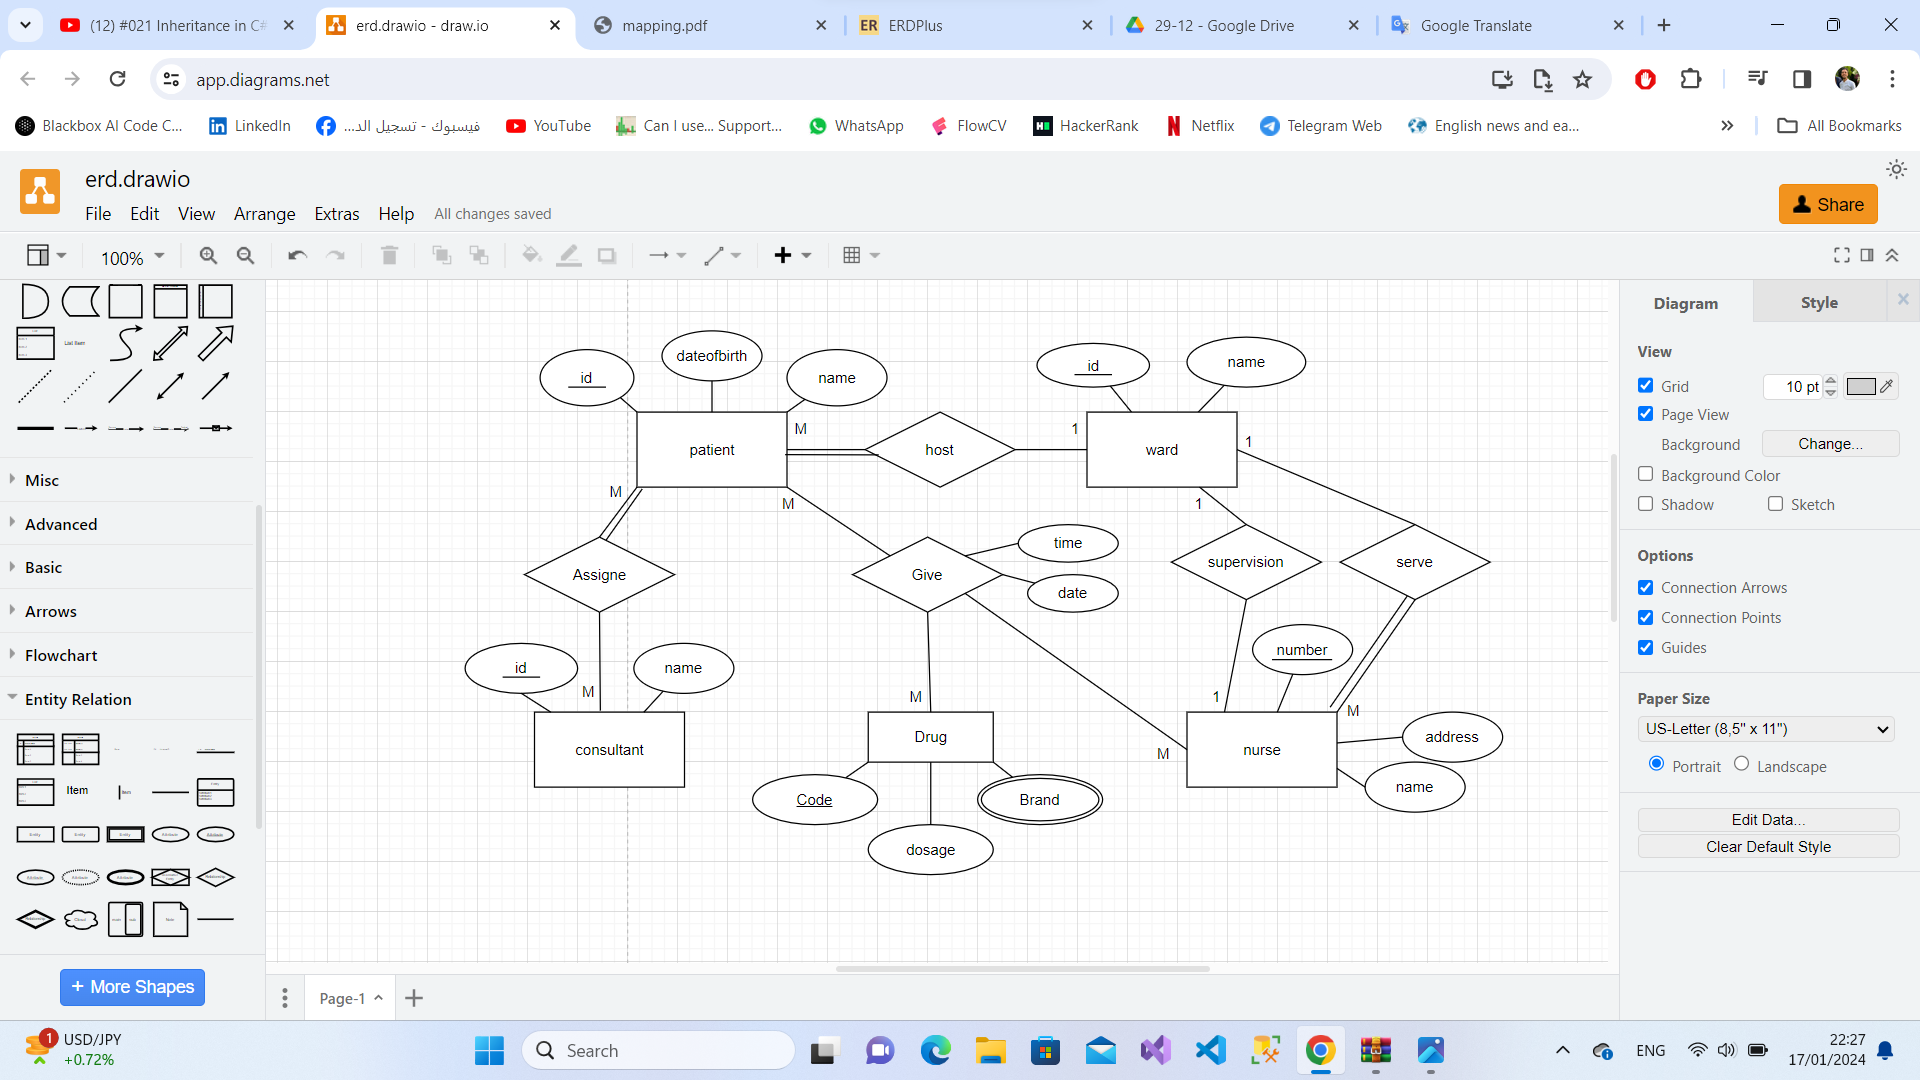 (12) #021 Inheritance in C#
erd.drawio - draw.io
mapping.pdf
ER ERDPlus
29-12 - Google Drive
Google Translate
app.diagrams.net
Blackbox AI Code C...
LinkedIn
فيسبوك - تسجيل الد...
YouTube
Can I use... Support...
WhatsApp
FlowCV
HackerRank
Netflix
Telegram Web
English news and ea...
All Bookmarks
erd.drawio
File Edit View Arrange Extras Help All changes saved
Share
100%
List Item
Misc
Advanced
Basic
Arrows
Flowchart
Entity Relation
Item
+ More Shapes
id
dateofbirth
name
id
name
patient
M
host
1
ward
1
M
M
1
Assigne
Give
time
date
supervision
serve
id
name
M
M
number
1
M
consultant
Drug
M
nurse
address
name
Code
Brand
dosage
Page-1
Diagram
Style
View
Grid
10 pt
Page View
Background
Change...
Background Color
Shadow
Sketch
Options
Connection Arrows
Connection Points
Guides
Paper Size
US-Letter (8,5" x 11")
Portrait
Landscape
Edit Data...
Clear Default Style
1
USD/JPY
+0.72%
Search
ENG
22:27
17/01/2024